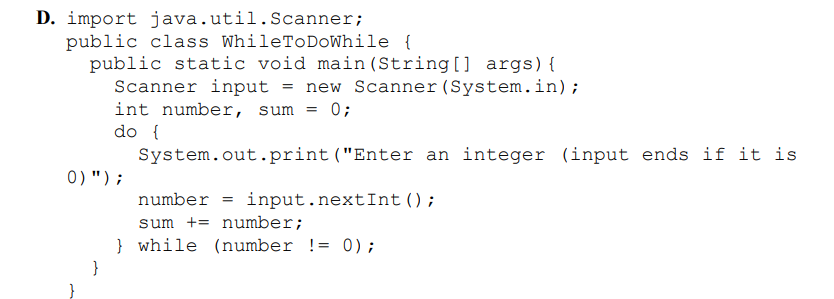 D. import java.util.Scanner;
public class WhileToDoWhile {
public static void main(String[] args){
Scanner input = new Scanner(System.in);
int number, sum = 0;
do {
System.out.print("Enter an integer (input ends if it is
0)");
number = input.nextInt();
sum += number;
} while (number != 0);
}
}